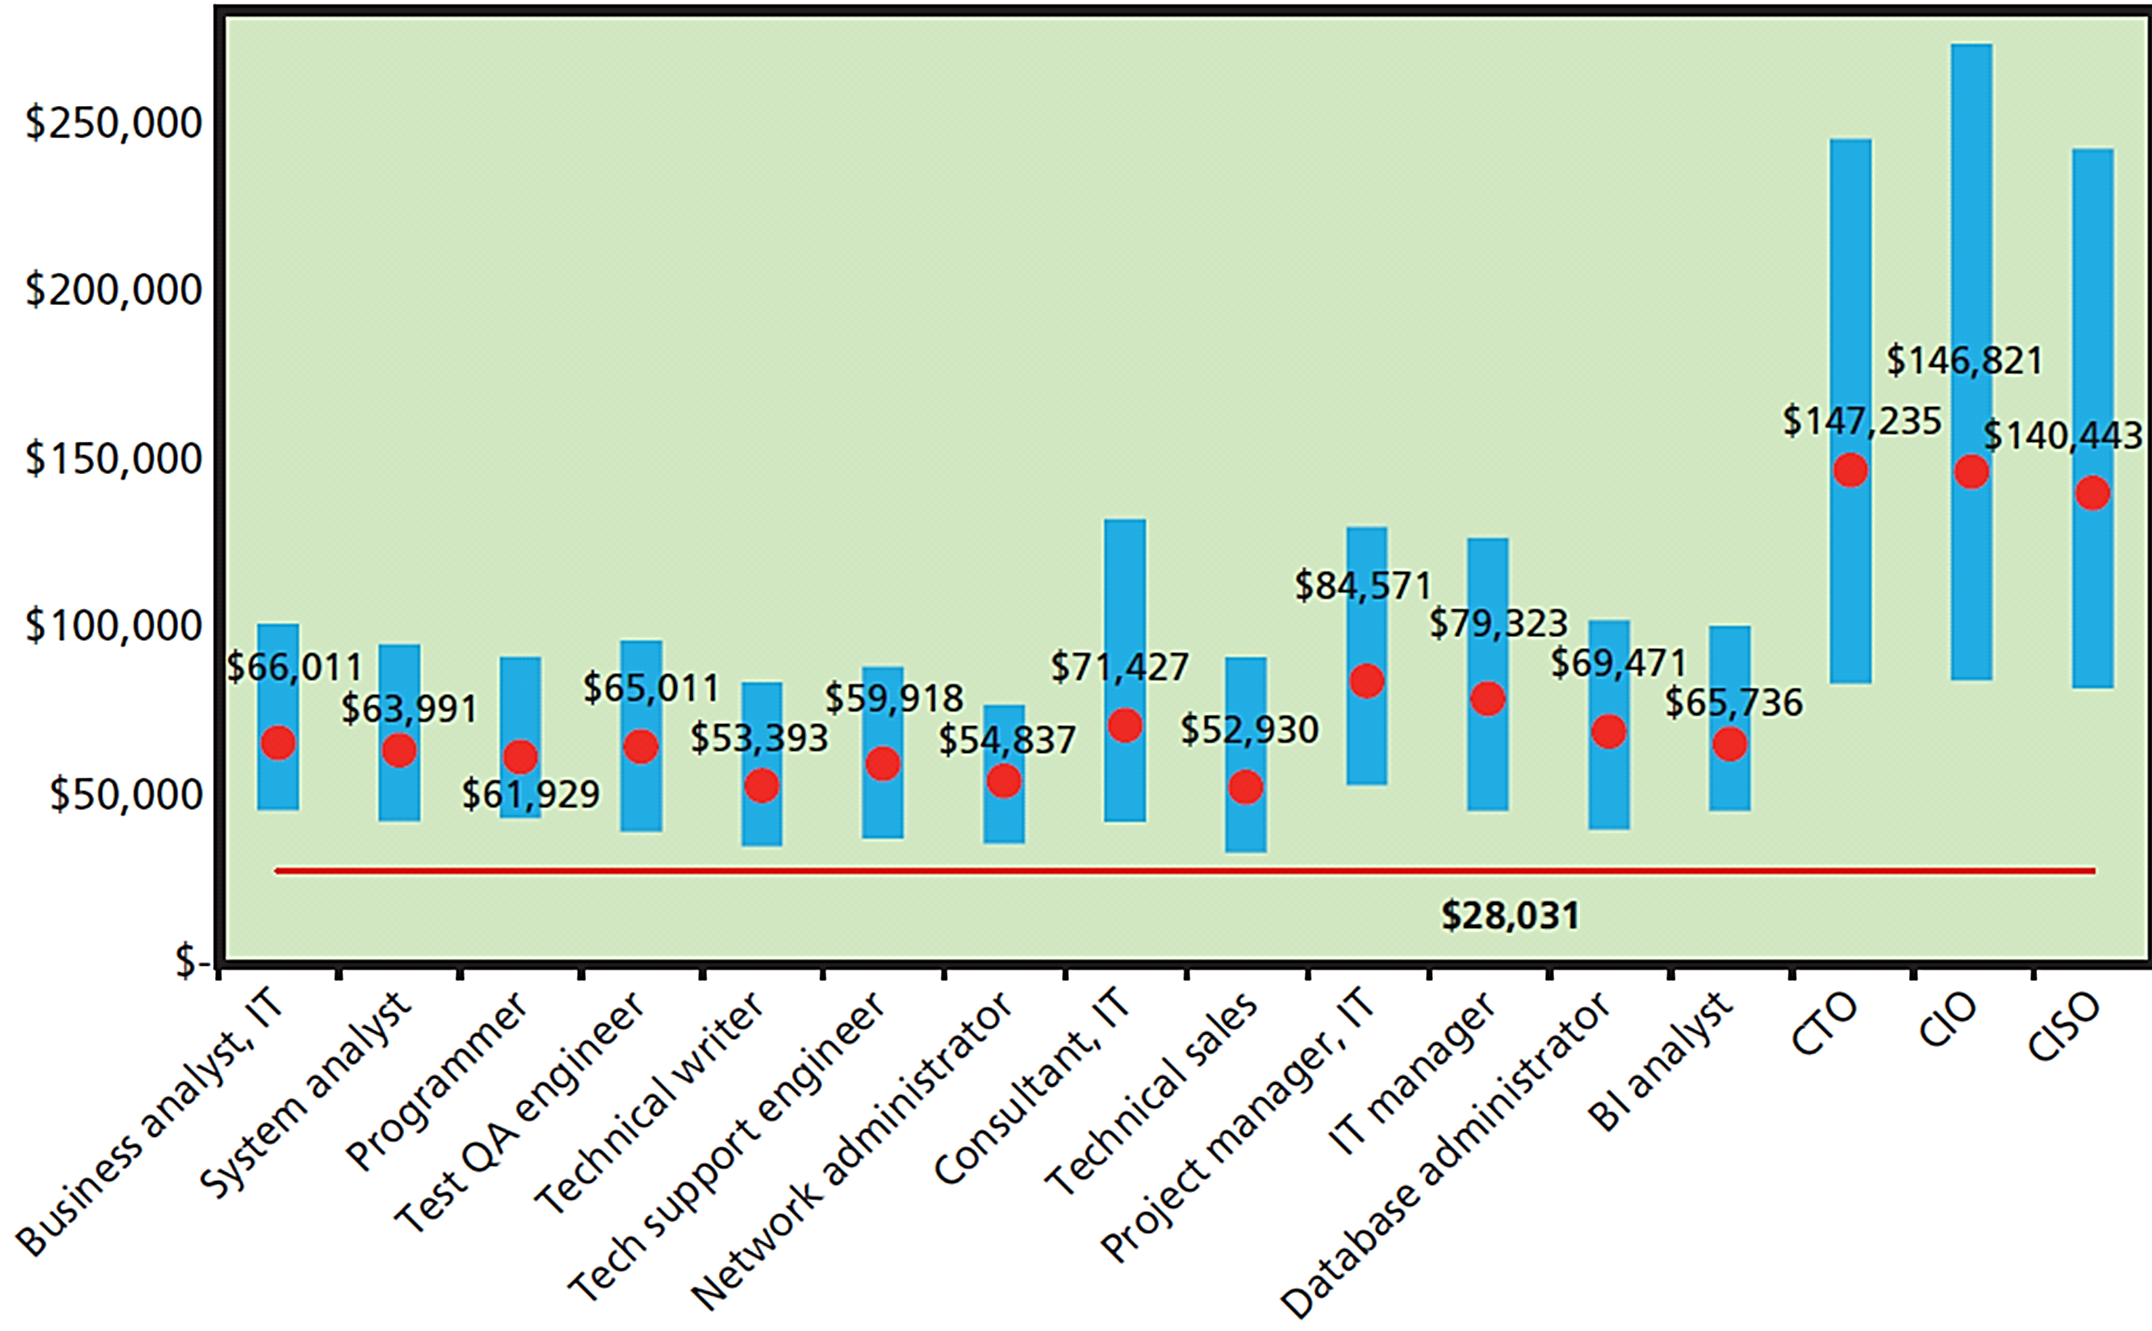 $250,000
$200,000
$150,000
$100,000
$50,000
$-
$66,011
$63,991
$61,929
$65,011
$53,393
$59,918
$54,837
$71,427
$52,930
$84,571
$79,323
$69,471
$65,736
$147,235
$146,821
$140,443
$28,031
Business analyst, IT
System analyst
Programmer
Test QA engineer
Technical writer
Tech support engineer
Network administrator
Consultant, IT
Technical sales
Project manager, IT
IT manager
Database administrator
BI analyst
CTO
CIO
CISO